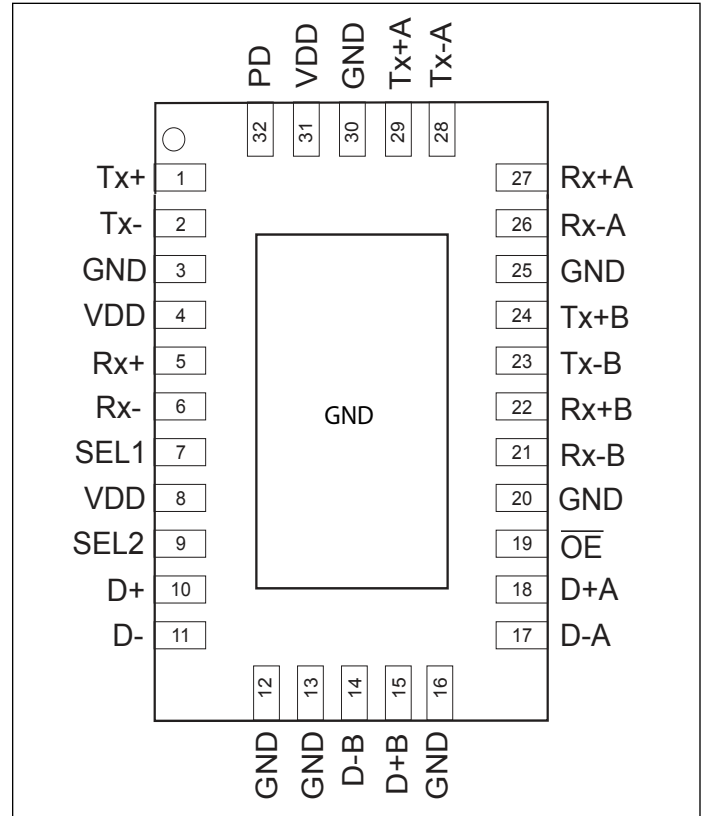 PD VDD GND Tx+A Tx-A
32 31 30 29 28
Tx+ 1 27 Rx+A
Tx- 2 26 Rx-A
GND 3 25 GND
VDD 4 24 Tx+B
Rx+ 5 23 Tx-B
Rx- 6 22 Rx+B
GND
SEL1 7 21 Rx-B
VDD 8 20 GND
SEL2 9 19 O̅E̅
D+ 10 18 D+A
D- 11 17 D-A
12 13 14 15 16
GND GND D-B D+B GND